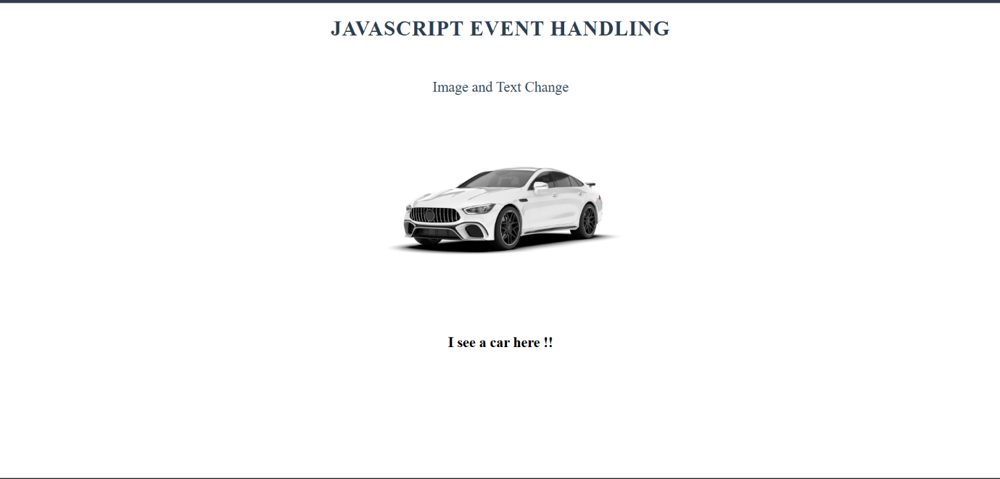 JAVASCRIPT EVENT HANDLING
Image and Text Change
I see a car here !!